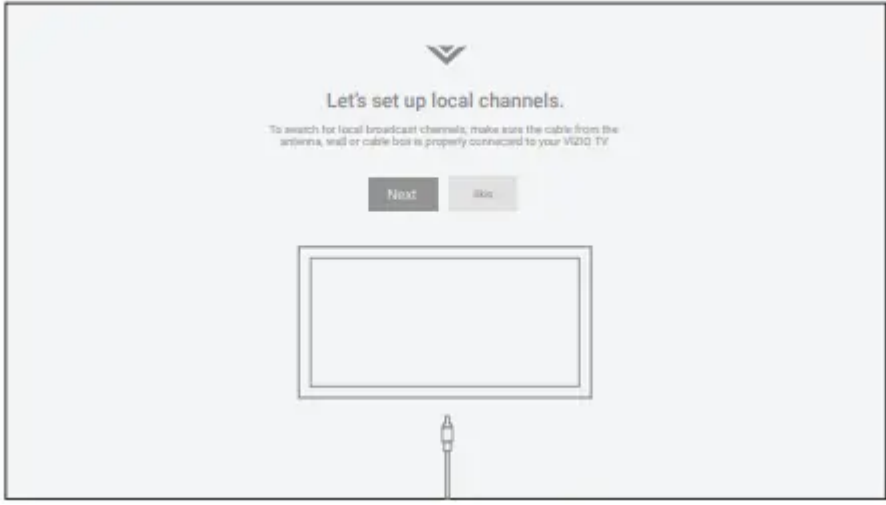 Let's set up local channels.
To search for local broadcast channels, make sure the cable from the
antenna, wall or cable box is properly connected to your VIZIO TV
Next
Skip